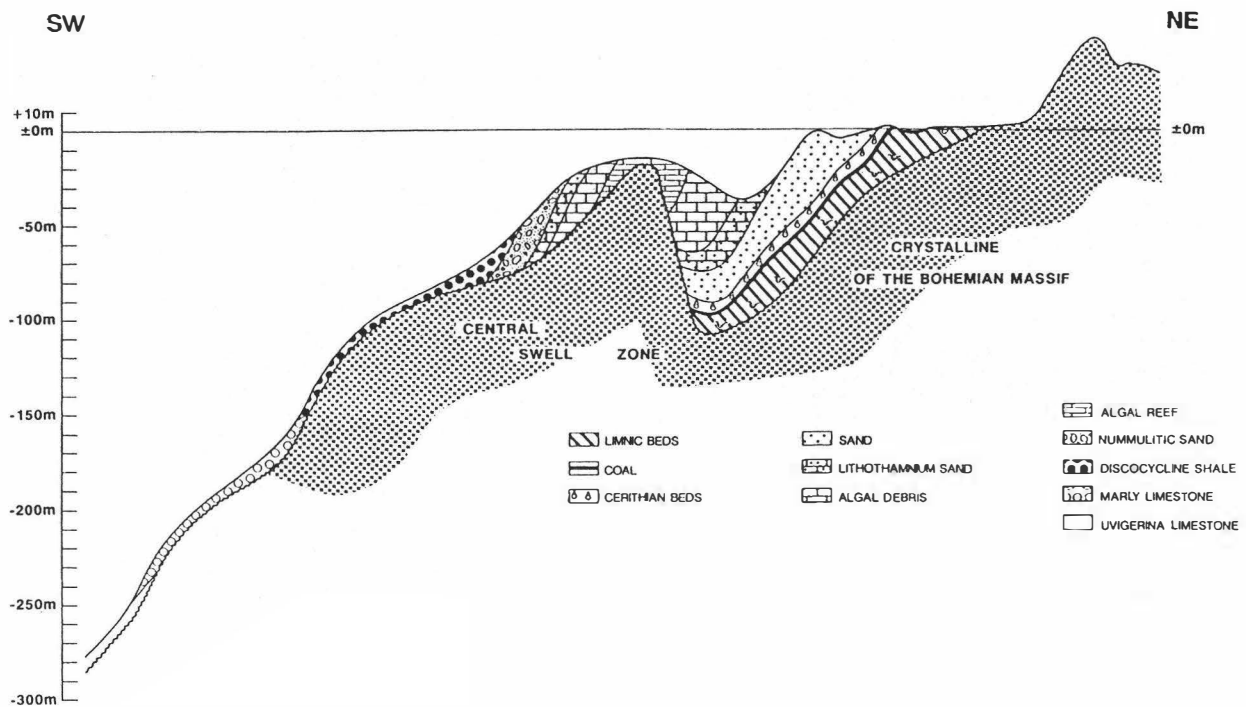 SW
NE
+10m
±0m
±0m
-50m
-100m
-150m
-200m
-250m
-300m
CRYSTALLINE
OF THE BOHEMIAN MASSIF
CENTRAL
SWELL ZONE
LIMNIC BEDS
COAL
CERITHIAN BEDS
SAND
LITHOTHAMNIUM SAND
ALGAL DEBRIS
ALGAL REEF
NUMMULITIC SAND
DISCOCYCLINE SHALE
MARLY LIMESTONE
UVIGERINA LIMESTONE